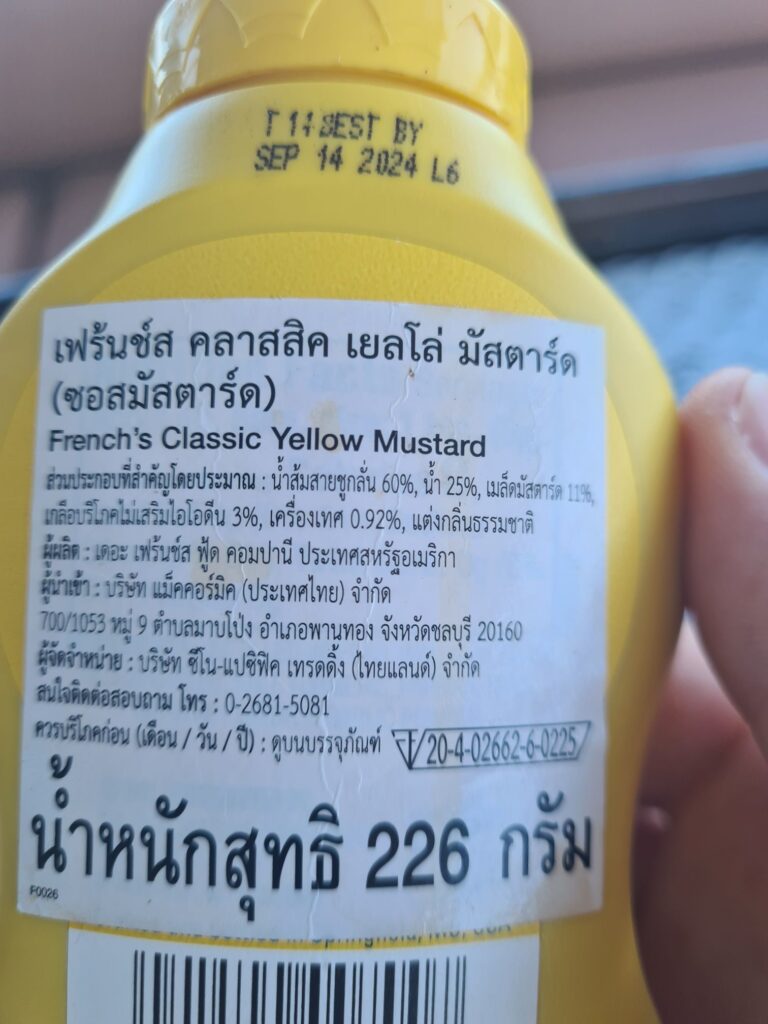 BEST BY
SEP 14 2024 L6
เฟร้นช์ส คลาสสิค เยลโล่ มัสตาร์ด
(ซอสมัสตาร์ด)
French's Classic Yellow Mustard
ส่วนประกอบที่สำคัญโดยประมาณ : น้ำส้มสายชูกลั่น 60%, น้ำ 25%, เมล็ดมัสตาร์ด 11%,
เกลือบริโภคไม่เสริมไอโอดีน 3%, เครื่องเทศ 0.92%, แต่งกลิ่นธรรมชาติ
ผู้ผลิต : เดอะ เฟร้นช์ส ฟู้ด คอมปานี ประเทศสหรัฐอเมริกา
ผู้นำเข้า : บริษัท แม็คคอร์มิค (ประเทศไทย) จำกัด
700/1053 หมู่ 9 ตำบลมาบโป่ง อำเภอพานทอง จังหวัดชลบุรี 20160
ผู้จัดจำหน่าย : บริษัท ซีโน-แปซิฟิค เทรดดิ้ง (ไทยแลนด์) จำกัด
สนใจติดต่อสอบถาม โทร : 0-2681-5081
ควรบริโภคก่อน (เดือน / วัน / ปี) : ดูบนบรรจุภัณฑ์ 20-4-02662-6-0225
น้ำหนักสุทธิ 226 กรัม
F0026